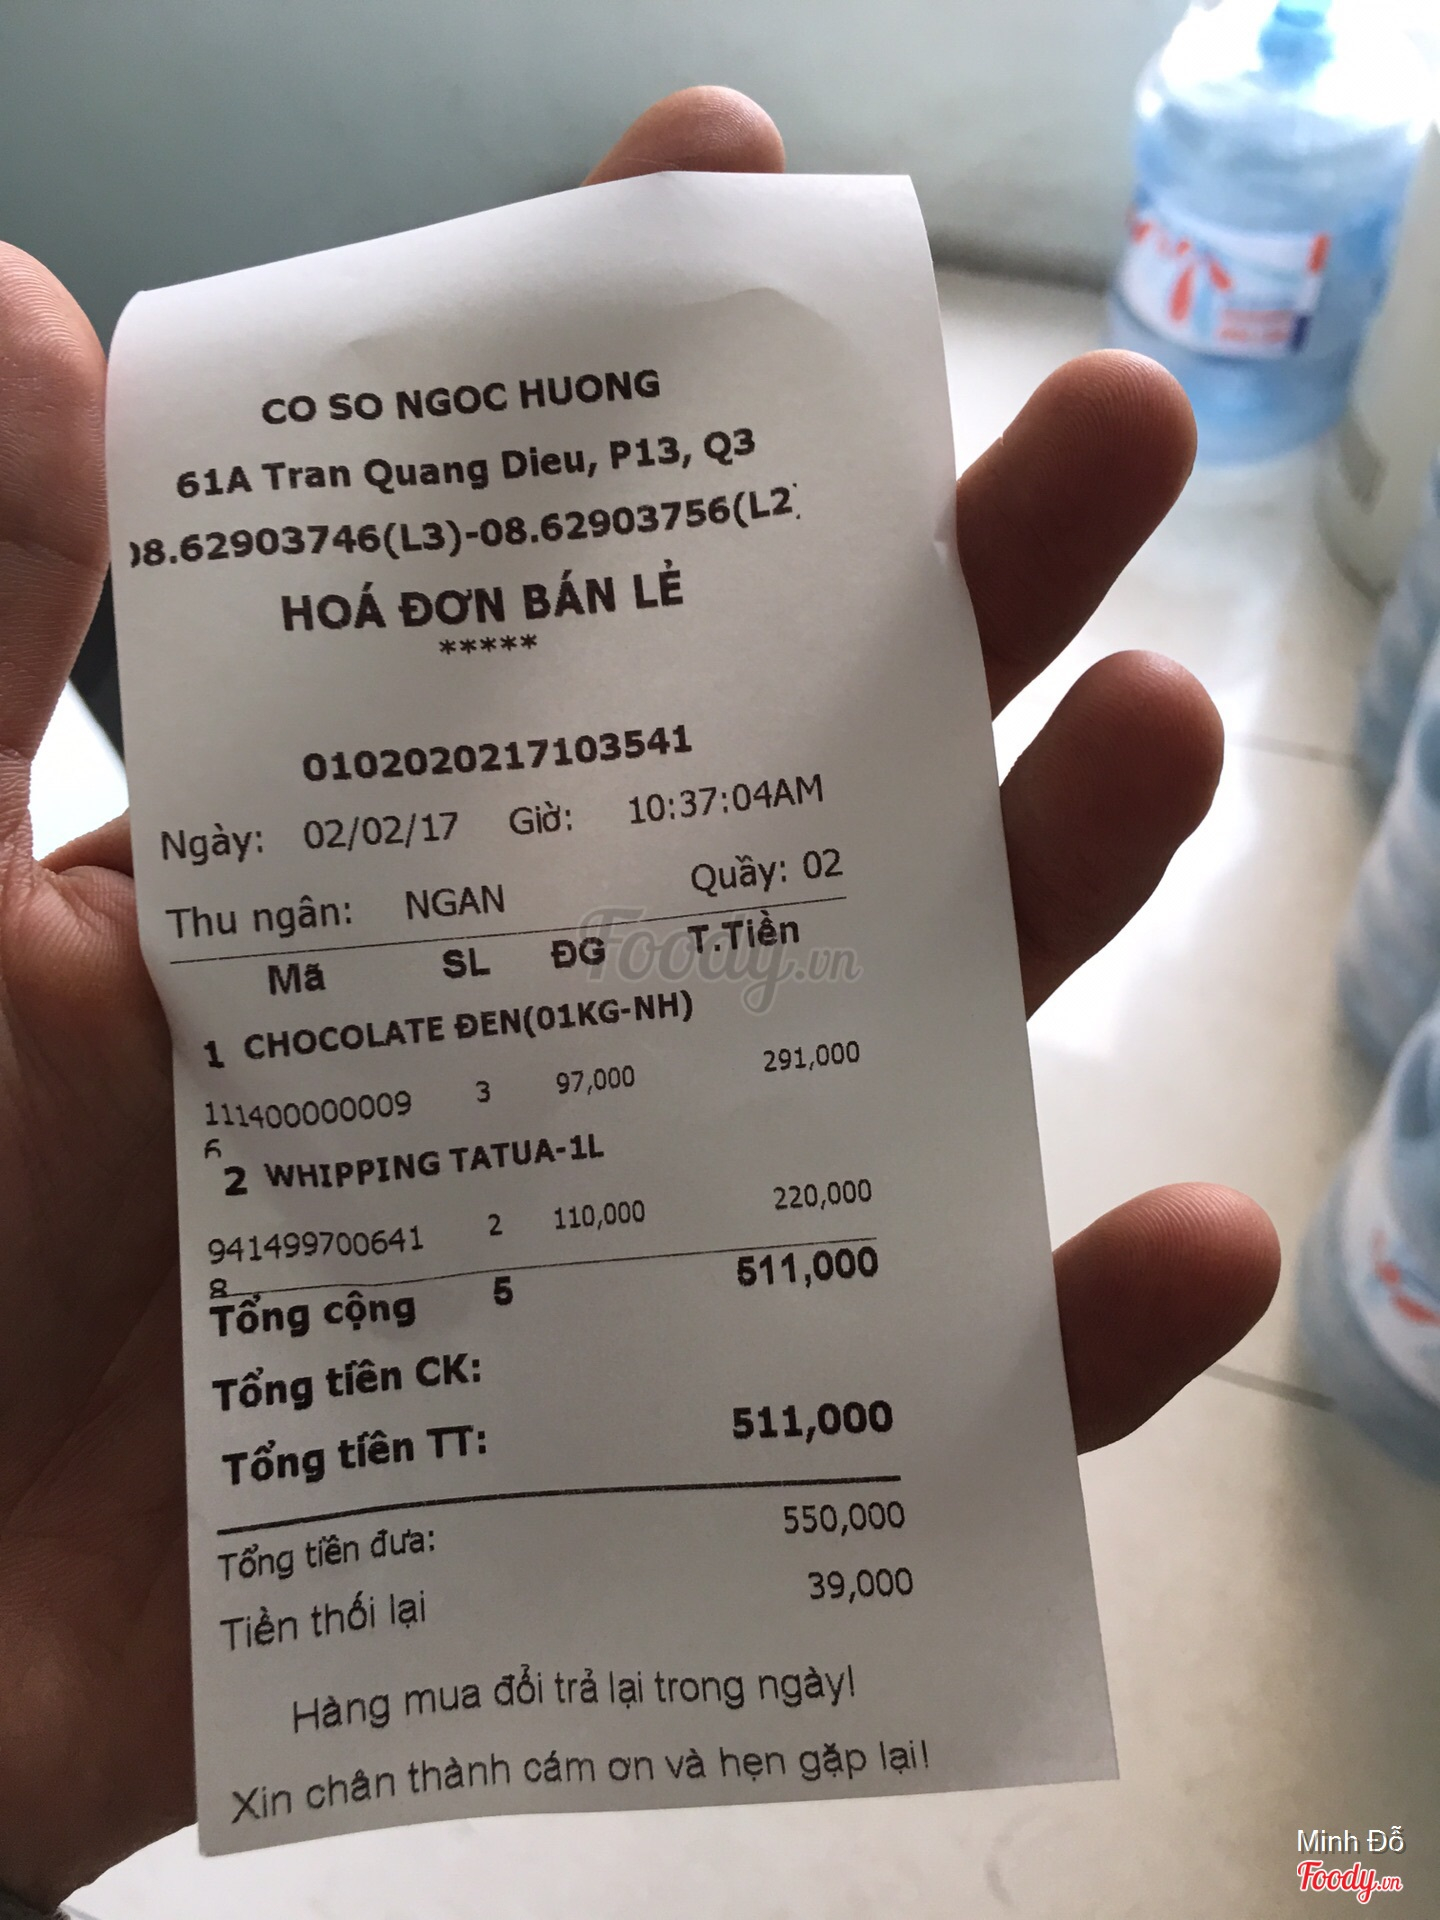 CO SO NGOC HUONG
61A Tran Quang Dieu, P13, Q3
08.62903746(L3)-08.62903756(L2)
HOÁ ĐƠN BÁN LẺ
*****
0102020217103541
Ngày: 02/02/17 Giờ: 10:37:04AM
Thu ngân: NGAN Quầy: 02
Mã SL ĐG T.Tiền
1 CHOCOLATE ĐEN(01KG-NH)
111400000009 3 97,000 291,000
6
2 WHIPPING TATUA-1L
941499700641 2 110,000 220,000
8
Tổng cộng 5 511,000
Tổng tiền CK:
Tổng tiền TT: 511,000
Tổng tiền đưa: 550,000
Tiền thối lại 39,000
Hàng mua đổi trả lại trong ngày!
Xin chân thành cám ơn và hẹn gặp lại!
Foody.vn
Minh Đỗ
Foody.vn